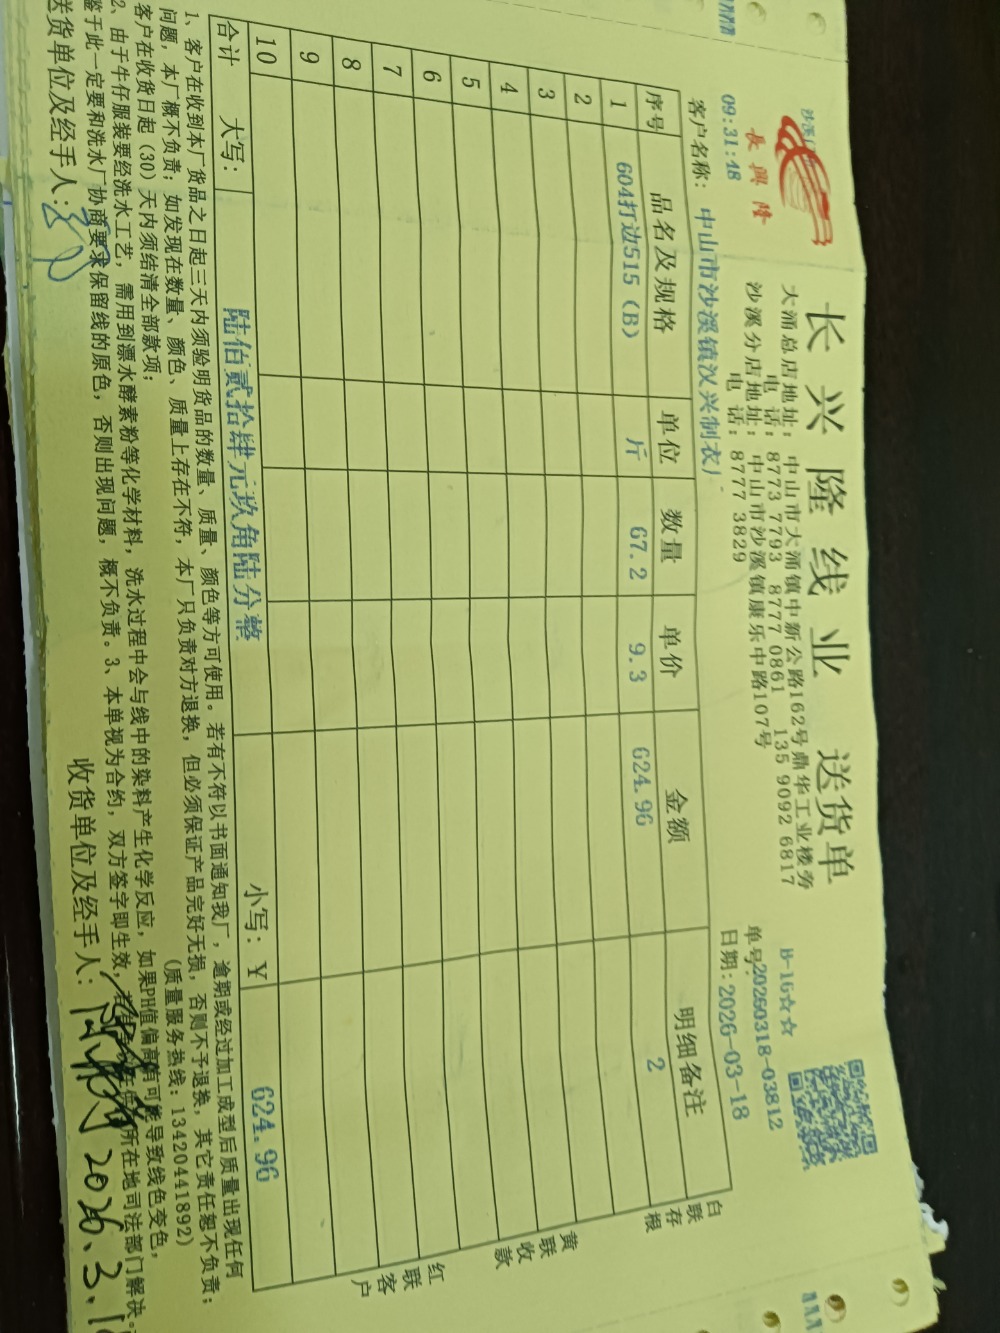 長興隆
长兴隆线业 送货单
大涌总店地址：中山市大涌镇中新公路162号鼎华工业楼旁
电话：8773 7793 8777 0861 135 9092 6817
沙溪分店地址：中山市沙溪镇康乐中路107号
电话：8777 3829
B-16☆☆
单号:20260318-03812
日期:2026-03-18
09:31:48
客户名称：中山市沙溪镇汉兴制衣厂
序号 品名及规格 单位 数量 单价 金额 明细备注
1 604打边515（B） 斤 67.2 9.3 624.96 2
2
3
4
5
6
7
8
9
10
合计 大写：陆佰贰拾肆元玖角陆分整 小写：￥ 624.96
白联存根
黄联收款
红联客户
1、客户在收到本厂货品之日起三天内须验明货品的数量、质量、颜色等方可使用。若有不符以书面通知我厂，逾期或经过加工成型后质量出现任何
问题，本厂概不负责；如发现在数量、颜色、质量上存在不符，本厂只负责对方退换，但必须保证产品完好无损，否则不予退换，其它责任恕不负责；
客户在收货日起（30）天内须结清全部款项； （质量服务热线：13420441892）
2、由于牛仔服装要经洗水工艺，需用到漂水酵素粉等化学材料，洗水过程中会与线中的染料产生化学反应，如果PH值偏高有可能导致线色变色，
鉴于此一定要和洗水厂协商要求保留线的原色，否则出现问题，概不负责。3、本单视为合约，双方签字即生效，所在地司法部门解决。
送货单位及经手人：
收货单位及经手人： 2026.3.1